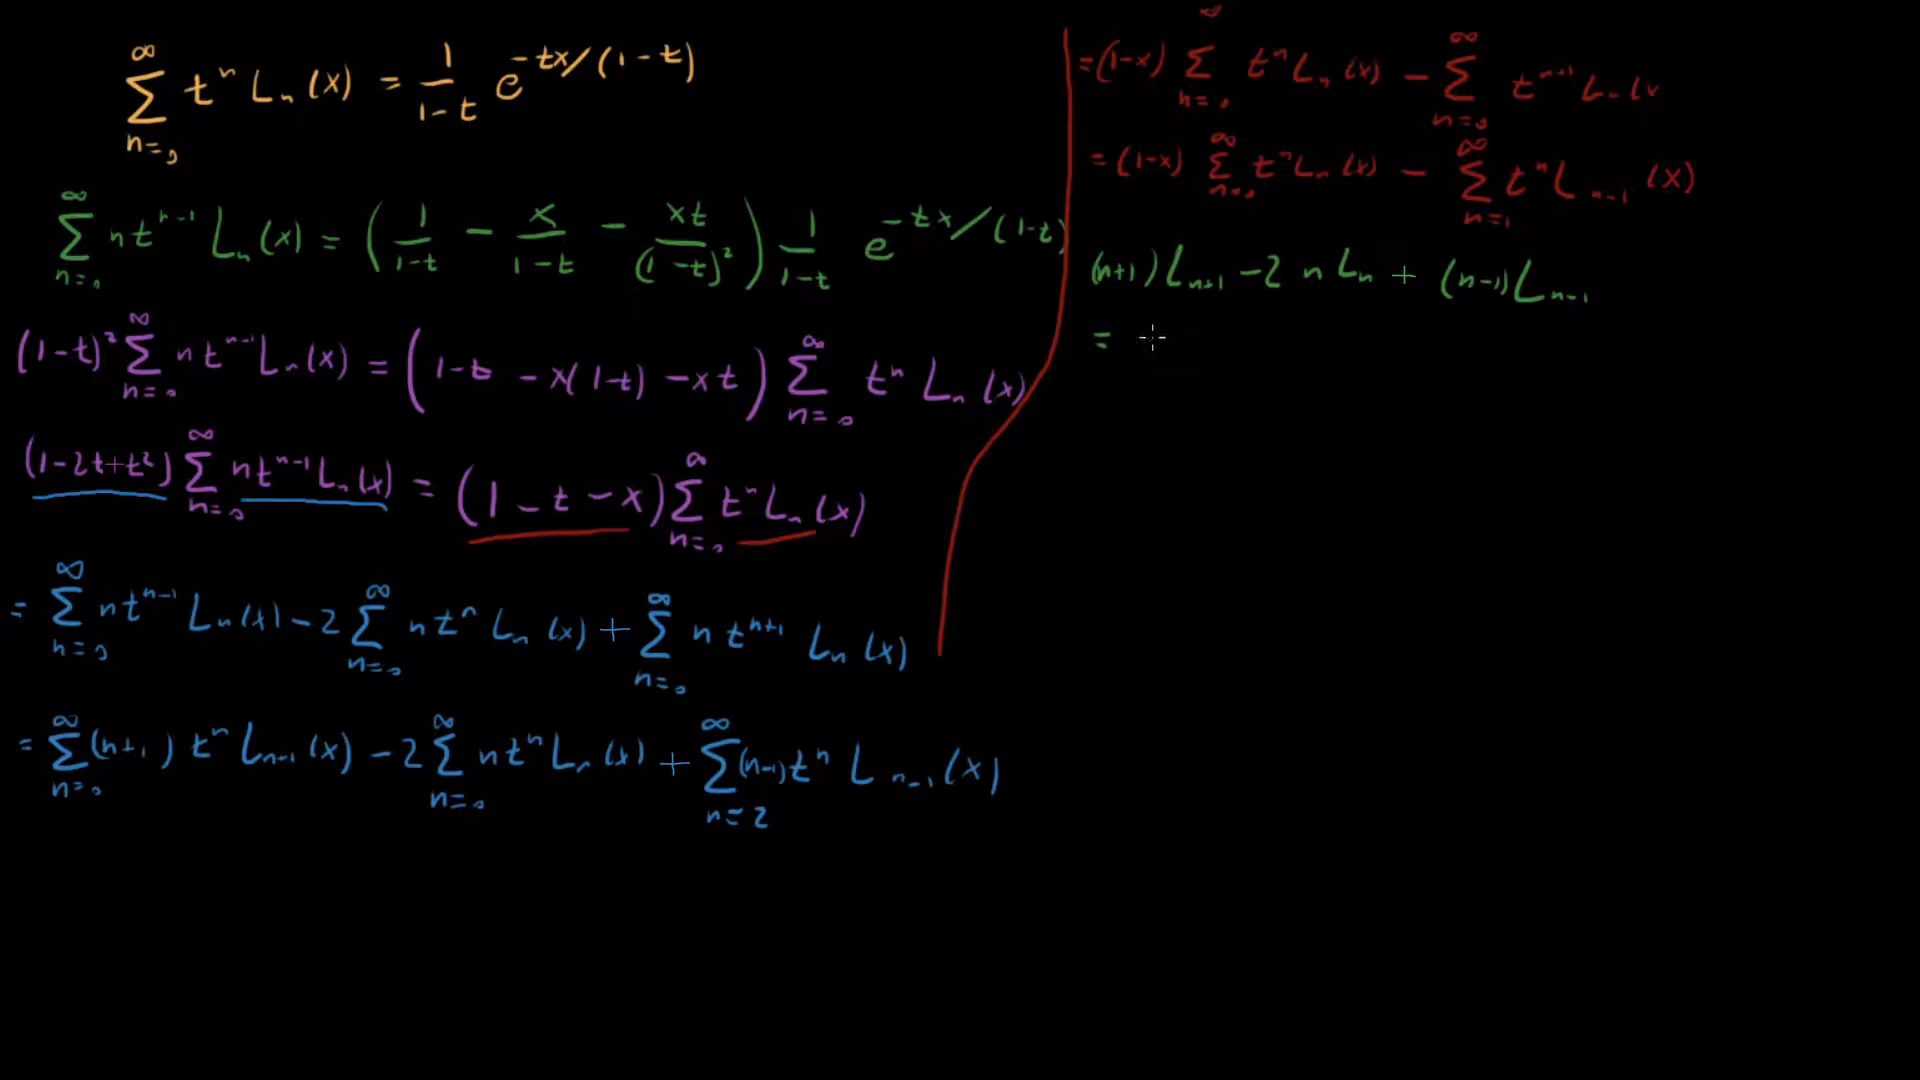 ∑_{n=0}^{∞} t^n L_n (x) = 1/(1-t) e^{-tx/(1-t)}
∑_{n=0}^{∞} n t^{n-1} L_n (x) = (1/(1-t) - x/(1-t) - xt/(1-t)^2) 1/(1-t) e^{-tx/(1-t)}
(1-t)^2 ∑_{n=0}^{∞} n t^{n-1} L_n (x) = (1-t - x(1-t) - xt) ∑_{n=0}^{∞} t^n L_n (x)
(1-2t+t^2) ∑_{n=0}^{∞} n t^{n-1} L_n (x) = (1-t-x) ∑_{n=0}^{∞} t^n L_n (x)
= ∑_{n=0}^{∞} n t^{n-1} L_n (x) - 2 ∑_{n=0}^{∞} n t^n L_n (x) + ∑_{n=0}^{∞} n t^{n+1} L_n (x)
= ∑_{n=0}^{∞} (n+1) t^n L_{n+1} (x) - 2 ∑_{n=0}^{∞} n t^n L_n (x) + ∑_{n=2}^{∞} (n-1) t^n L_{n-1} (x)
= (1-x) ∑_{n=0}^{∞} t^n L_n (x) - ∑_{n=0}^{∞} t^{n+1} L_n (x
= (1-x) ∑_{n=0}^{∞} t^n L_n (x) - ∑_{n=1}^{∞} t^n L_{n-1} (x)
(n+1) L_{n+1} - 2 n L_n + (n-1) L_{n-1}
=